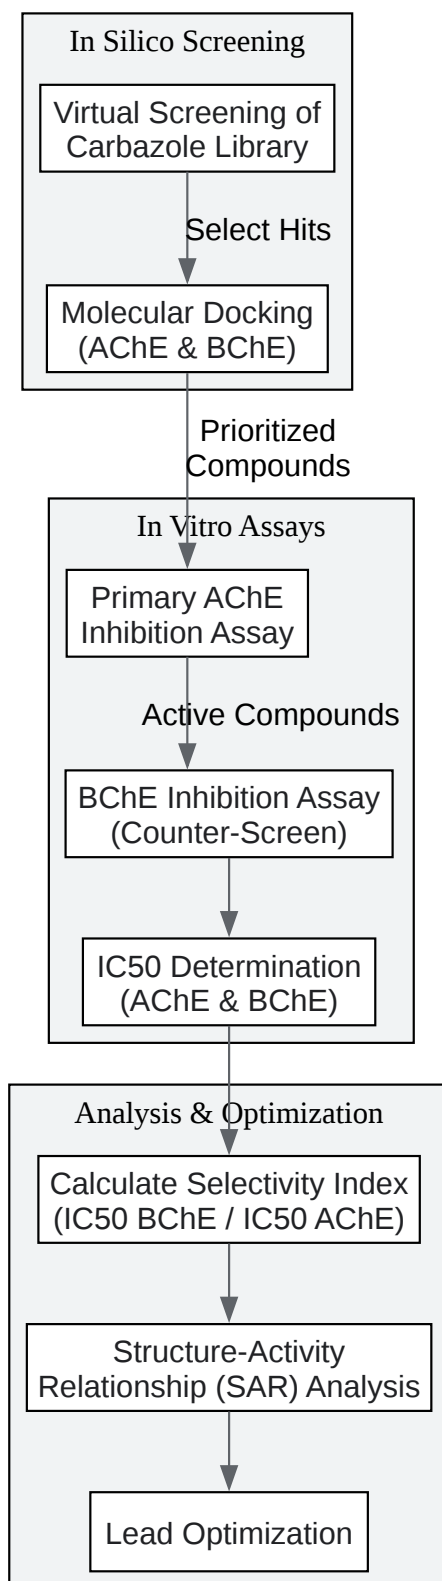 In Silico Screening
Virtual Screening of
Carbazole Library
Select Hits
Molecular Docking
(AChE & BChE)
Prioritized
Compounds
In Vitro Assays
Primary AChE
Inhibition Assay
Active Compounds
BChE Inhibition Assay
(Counter-Screen)
IC50 Determination
(AChE & BChE)
Analysis & Optimization
Calculate Selectivity Index
(IC50 BChE / IC50 AChE)
Structure-Activity
Relationship (SAR) Analysis
Lead Optimization